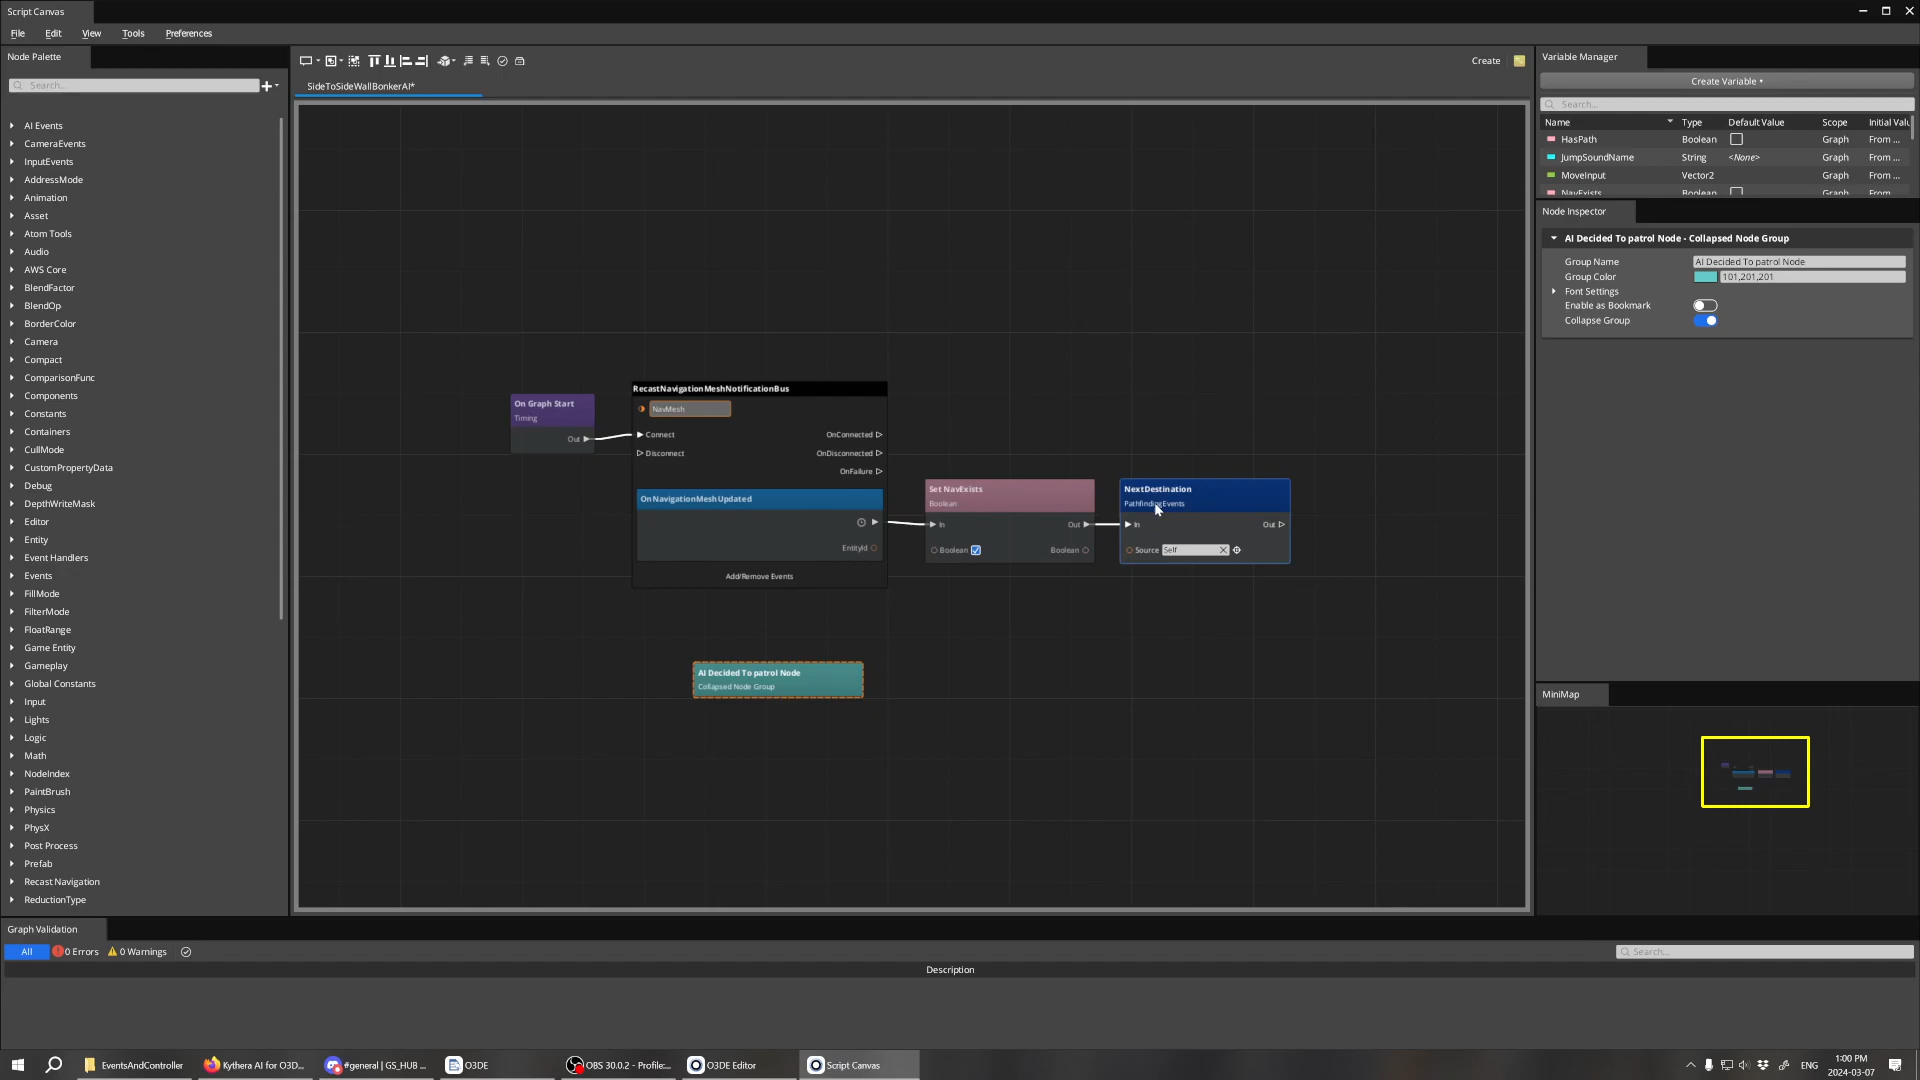 Script Canvas
File Edit View Tools Preferences
Node Palette
Search...
AI Events
CameraEvents
InputEvents
AddressMode
Animation
Asset
Atom Tools
Audio
AWS Core
BlendFactor
BlendOp
BorderColor
Camera
Compact
ComparisonFunc
Components
Constants
Containers
CullMode
CustomPropertyData
Debug
DepthWriteMask
Editor
Entity
Event Handlers
Events
FillMode
FilterMode
FloatRange
Game Entity
Gameplay
Global Constants
Input
Lights
Logic
Math
NodeIndex
PaintBrush
Physics
PhysX
Post Process
Prefab
Recast Navigation
ReductionType
Create
SideToSideWallBonkerAI*
On Graph Start
Timing
Out
RecastNavigationMeshNotificationBus
NavMesh
Connect OnConnected
Disconnect OnDisconnected
OnFailure
OnNavigationMeshUpdated
EntityId
Add/Remove Events
Set NavExists
Boolean
In Out
Boolean Boolean
NextDestination
PathfindingEvents
In Out
Source Self
AI Decided To patrol Node
Collapsed Node Group
Variable Manager
Create Variable
Search...
Name Type Default Value Scope Initial Valu
HasPath Boolean Graph From ...
JumpSoundName String <None> Graph From ...
MoveInput Vector2 Graph From ...
NavExists Boolean Graph From
Node Inspector
AI Decided To patrol Node - Collapsed Node Group
Group Name AI Decided To patrol Node
Group Color 101,201,201
Font Settings
Enable as Bookmark
Collapse Group
MiniMap
Graph Validation
All 0 Errors 0 Warnings Search...
Description
EventsAndController Kythera AI for O3D... #general | GS_HUB ... O3DE OBS 30.0.2 - Profile:... O3DE Editor Script Canvas ENG 1:00 PM
2024-03-07